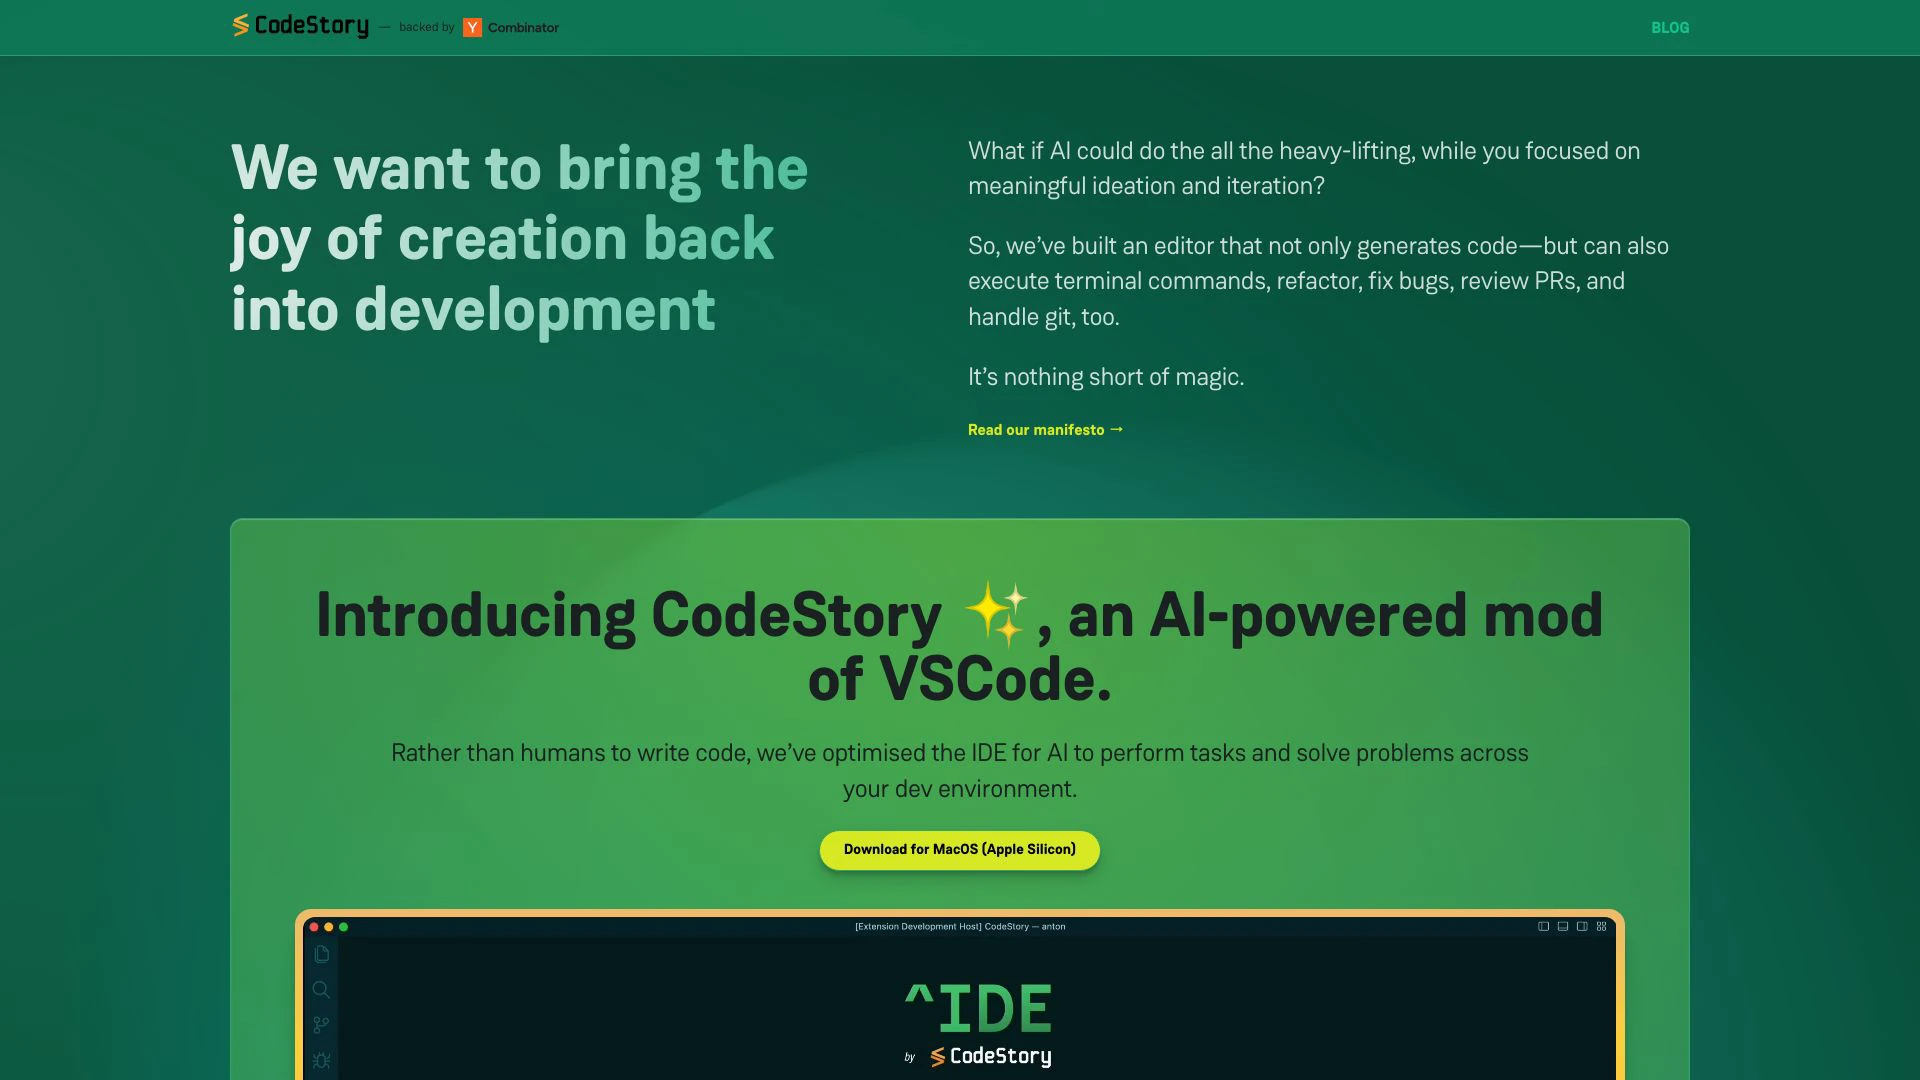 CodeStory — backed by Y Combinator
BLOG
We want to bring the
joy of creation back
into development
What if AI could do the all the heavy-lifting, while you focused on
meaningful ideation and iteration?
So, we’ve built an editor that not only generates code—but can also
execute terminal commands, refactor, fix bugs, review PRs, and
handle git, too.
It’s nothing short of magic.
Read our manifesto →
Introducing CodeStory ✨, an AI-powered mod
of VSCode.
Rather than humans to write code, we’ve optimised the IDE for AI to perform tasks and solve problems across
your dev environment.
Download for MacOS (Apple Silicon)
[Extension Development Host] CodeStory — anton
^IDE
by CodeStory